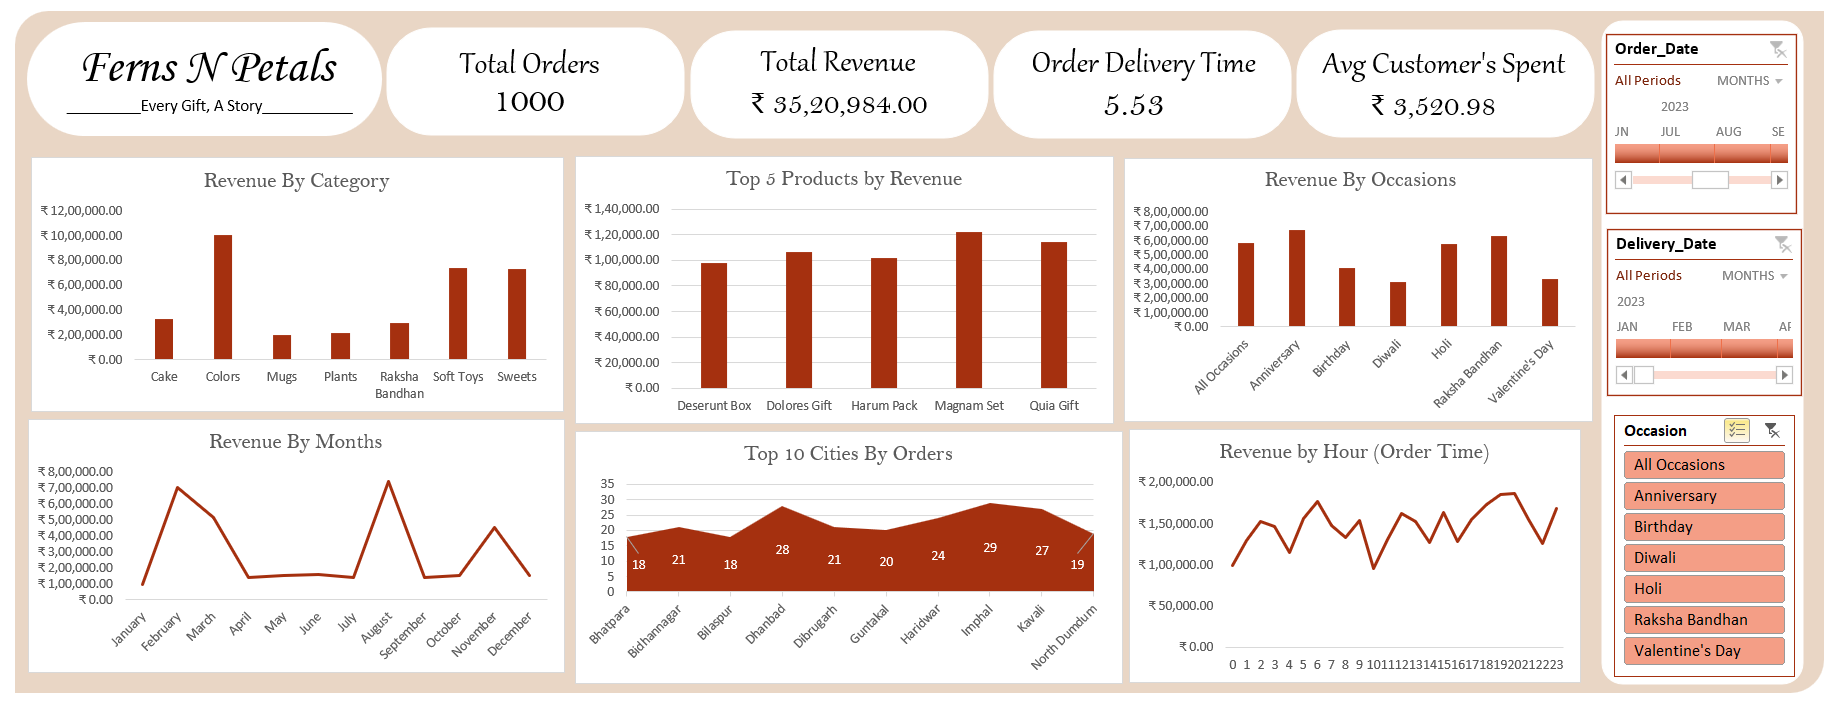 Ferns N Petals
_________Every Gift, A Story___________
Total Orders
1000
Total Revenue
₹ 35,20,984.00
Order Delivery Time
5.53
Avg Customer's Spent
₹ 3,520.98
Order_Date
All Periods
MONTHS
2023
JN JUL AUG SE
Delivery_Date
All Periods
MONTHS
2023
JAN FEB MAR AF
Occasion
All Occasions
Anniversary
Birthday
Diwali
Holi
Raksha Bandhan
Valentine's Day
Revenue By Category
₹ 12,00,000.00
₹ 10,00,000.00
₹ 8,00,000.00
₹ 6,00,000.00
₹ 4,00,000.00
₹ 2,00,000.00
₹ 0.00
Cake Colors Mugs Plants Raksha Bandhan Soft Toys Sweets
Top 5 Products by Revenue
₹ 1,40,000.00
₹ 1,20,000.00
₹ 1,00,000.00
₹ 80,000.00
₹ 60,000.00
₹ 40,000.00
₹ 20,000.00
₹ 0.00
Deserunt Box Dolores Gift Harum Pack Magnam Set Quia Gift
Revenue By Occasions
₹ 8,00,000.00
₹ 7,00,000.00
₹ 6,00,000.00
₹ 5,00,000.00
₹ 4,00,000.00
₹ 3,00,000.00
₹ 2,00,000.00
₹ 1,00,000.00
₹ 0.00
All Occasions Anniversary Birthday Diwali Holi Raksha Bandhan Valentine's Day
Revenue By Months
₹ 8,00,000.00
₹ 7,00,000.00
₹ 6,00,000.00
₹ 5,00,000.00
₹ 4,00,000.00
₹ 3,00,000.00
₹ 2,00,000.00
₹ 1,00,000.00
₹ 0.00
January February March April May June July August September October November December
Top 10 Cities By Orders
35
30
25
20
15
10
5
0
18 21 18 28 21 20 24 29 27 19
Bhatpara Bidhannagar Bilaspur Dhanbad Dibrugarh Guntakal Haridwar Imphal Kavali North Dumdum
Revenue by Hour (Order Time)
₹ 2,00,000.00
₹ 1,50,000.00
₹ 1,00,000.00
₹ 50,000.00
₹ 0.00
0 1 2 3 4 5 6 7 8 9 10 11 12 13 14 15 16 17 18 19 20 21 22 23